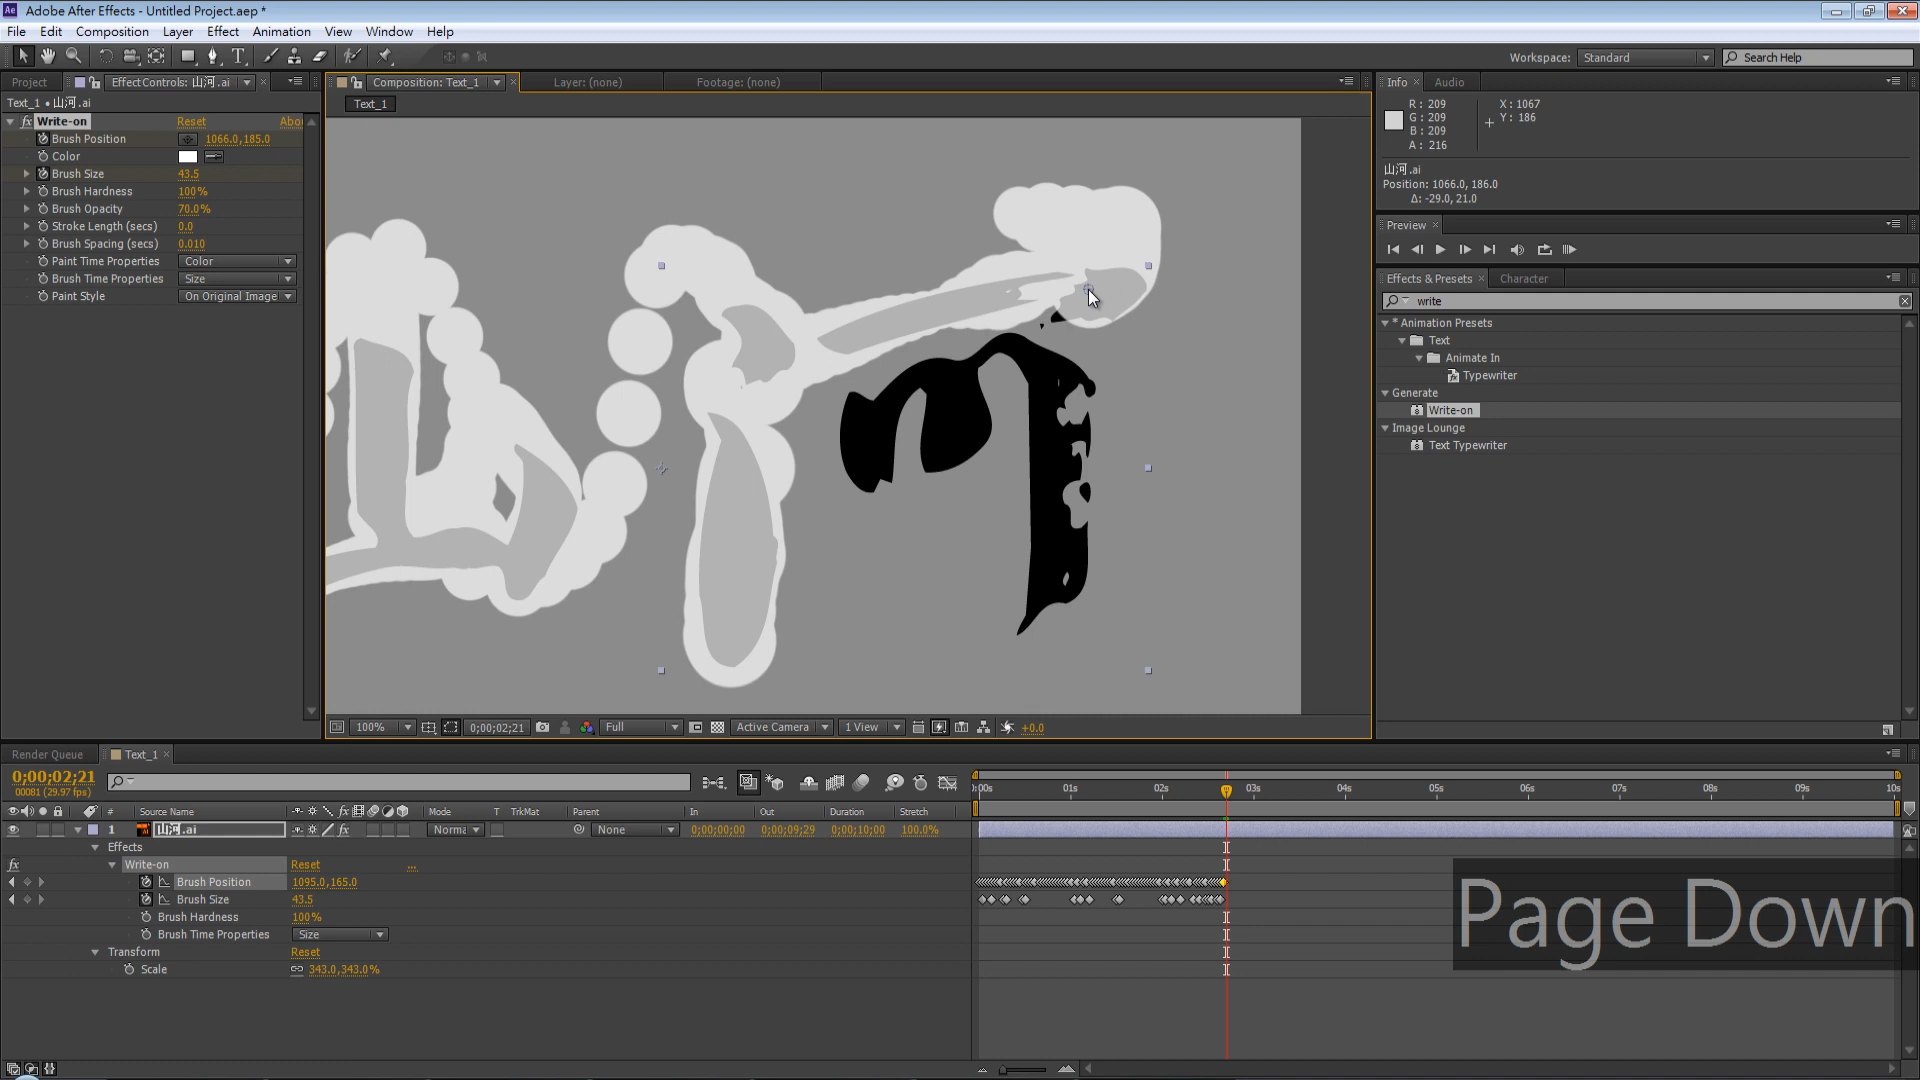 Adobe After Effects - Untitled Project.aep *
File Edit Composition Layer Effect Animation View Window Help
Workspace: Standard Search Help
Project Effect Controls: 山河.ai
Text_1 • 山河.ai
Write-on Reset Abou
Brush Position 1066.0,185.0
Color
Brush Size 43.5
Brush Hardness 100%
Brush Opacity 70.0%
Stroke Length (secs) 0.0
Brush Spacing (secs) 0.010
Paint Time Properties Color
Brush Time Properties Size
Paint Style On Original Image
Composition: Text_1 Layer: (none) Footage: (none)
Text_1
100% 0;00;02;21 Full Active Camera 1 View +0.0
Info Audio
R : 209
G : 209
B : 209
A : 216
X : 1067
Y : 186
山河.ai
Position: 1066.0, 186.0
Δ: -29.0, 21.0
Preview
Effects & Presets Character
write
* Animation Presets
Text
Animate In
Typewriter
Generate
Write-on
Image Lounge
Text Typewriter
Render Queue Text_1
0;00;02;21
00081 (29.97 fps)
# Source Name Mode T TrkMat Parent In Out Duration Stretch
1 山河.ai Norma None 0;00;00;00 0;00;09;29 0;00;10;00 100.0%
Effects
Write-on Reset ...
Brush Position 1095.0,165.0
Brush Size 43.5
Brush Hardness 100%
Brush Time Properties Size
Transform Reset
Scale 343.0,343.0%
0:00s 01s 02s 03s 04s 05s 06s 07s 08s 09s 10s
Page Down